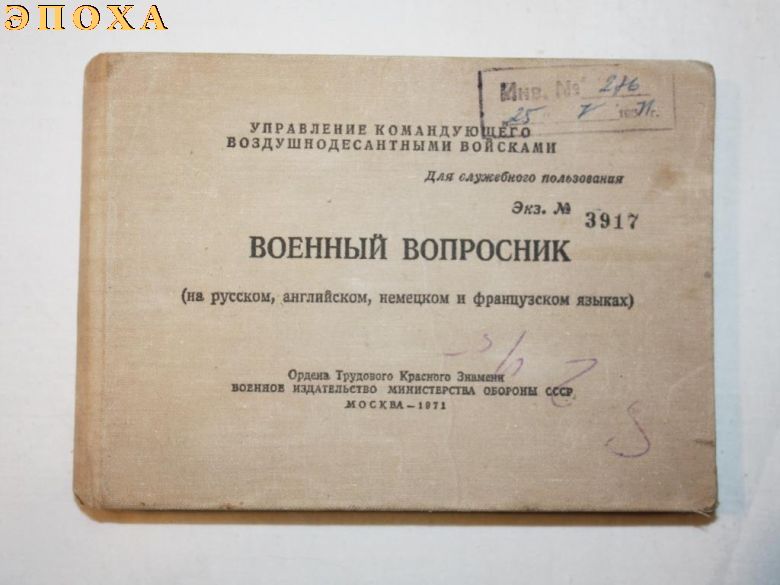 ЭПОХА
Инв. № 276
"25" V 1971 г.
УПРАВЛЕНИЕ КОМАНДУЮЩЕГО
ВОЗДУШНОДЕСАНТНЫМИ ВОЙСКАМИ
Для служебного пользования
Экз. № 3917
ВОЕННЫЙ ВОПРОСНИК
(на русском, английском, немецком и французском языках)
Ордена Трудового Красного Знамени
ВОЕННОЕ ИЗДАТЕЛЬСТВО МИНИСТЕРСТВА ОБОРОНЫ СССР
МОСКВА—1971